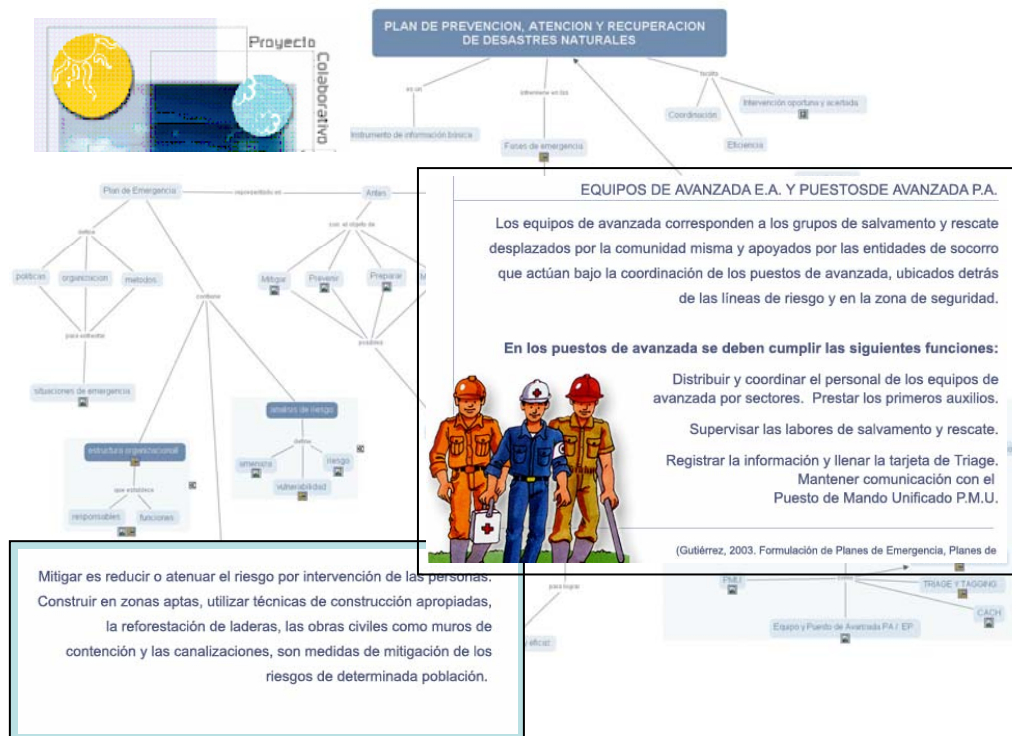 Proyecto
Colaborativo
PLAN DE PREVENCION, ATENCION Y RECUPERACION
DE DESASTRES NATURALES
es un
interviene en las
facilita
Instrumento de información básica
Fases de emergencia
Coordinación
Eficiencia
Intervención oportuna y acertada
Plan de Emergencia
representado en
Antes
define
con el objeto de
politicas
organizacion
metodos
Mitigar
Prevenir
Preparar
contiene
para enfrentar
posibles
situaciones de emergencia
estructura organizacional
que establece
responsables
funciones
analisis de riesgo
define
amenaza
riesgo
vulnerabilidad
EQUIPOS DE AVANZADA E.A. Y PUESTOSDE AVANZADA P.A.
Los equipos de avanzada corresponden a los grupos de salvamento y rescate
desplazados por la comunidad misma y apoyados por las entidades de socorro
que actúan bajo la coordinación de los puestos de avanzada, ubicados detrás
de las líneas de riesgo y en la zona de seguridad.
En los puestos de avanzada se deben cumplir las siguientes funciones:
Distribuir y coordinar el personal de los equipos de
avanzada por sectores. Prestar los primeros auxilios.
Supervisar las labores de salvamento y rescate.
Registrar la información y llenar la tarjeta de Triage.
Mantener comunicación con el
Puesto de Mando Unificado P.M.U.
(Gutiérrez, 2003. Formulación de Planes de Emergencia, Planes de
Mitigar es reducir o atenuar el riesgo por intervención de las personas.
Construir en zonas aptas, utilizar técnicas de construcción apropiadas,
la reforestación de laderas, las obras civiles como muros de
contención y las canalizaciones, son medidas de mitigación de los
riesgos de determinada población.
para lograr
y eficaz
PMU
como
TRIAGE Y TAGGING
CACH
Equipo y Puesto de Avanzada PA / EP